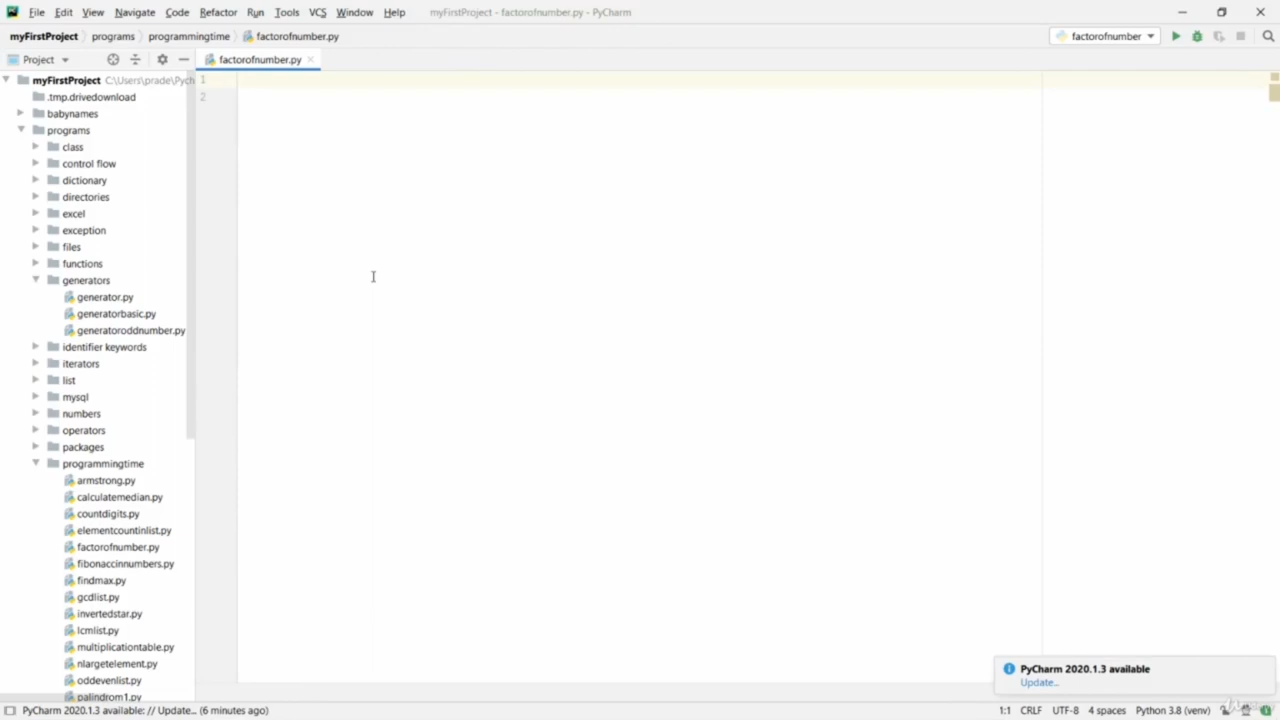 File Edit View Navigate Code Refactor Run Tools VCS Window Help myFirstProject - factorofnumber.py - PyCharm
myFirstProject programs programmingtime factorofnumber.py factorofnumber
Project factorofnumber.py
myFirstProject C:\Users\prade\Pych 1
.tmp.drivedownload 2
babynames
programs
class
control flow
dictionary
directories
excel
exception
files
functions
generators
generator.py
generatorbasic.py
generatoroddnumber.py
identifier keywords
iterators
list
mysql
numbers
operators
packages
programmingtime
armstrong.py
calculatemedian.py
countdigits.py
elementcountinlist.py
factorofnumber.py
fibonaccinnumbers.py
findmax.py
gcdlist.py
invertedstar.py
lcmlist.py
multiplicationtable.py
nlargetelement.py
oddevenlist.py
palindrom1.py
PyCharm 2020.1.3 available
Update...
PyCharm 2020.1.3 available: // Update... (6 minutes ago) 1:1 CRLF UTF-8 4 spaces Python 3.8 (venv)